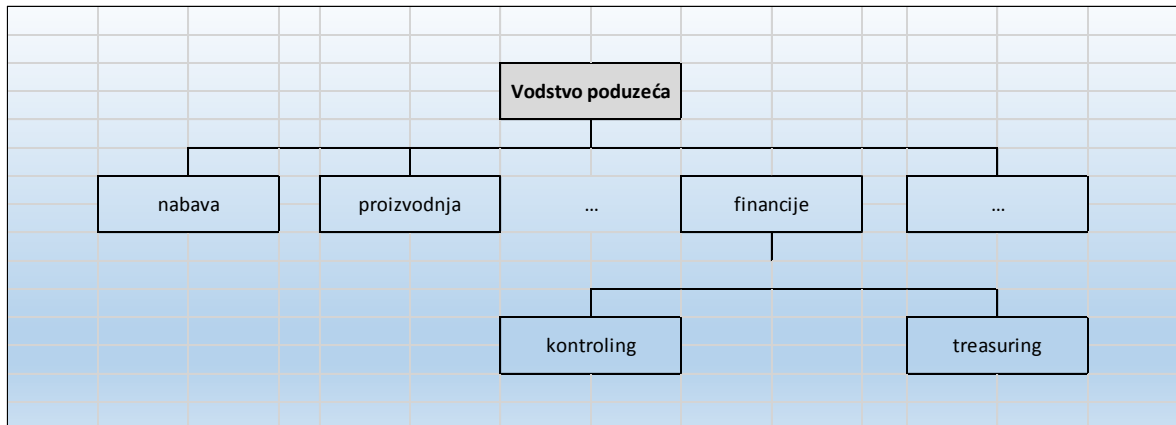 Vodstvo poduzeća
nabava
proizvodnja
...
financije
...
kontroling
treasuring